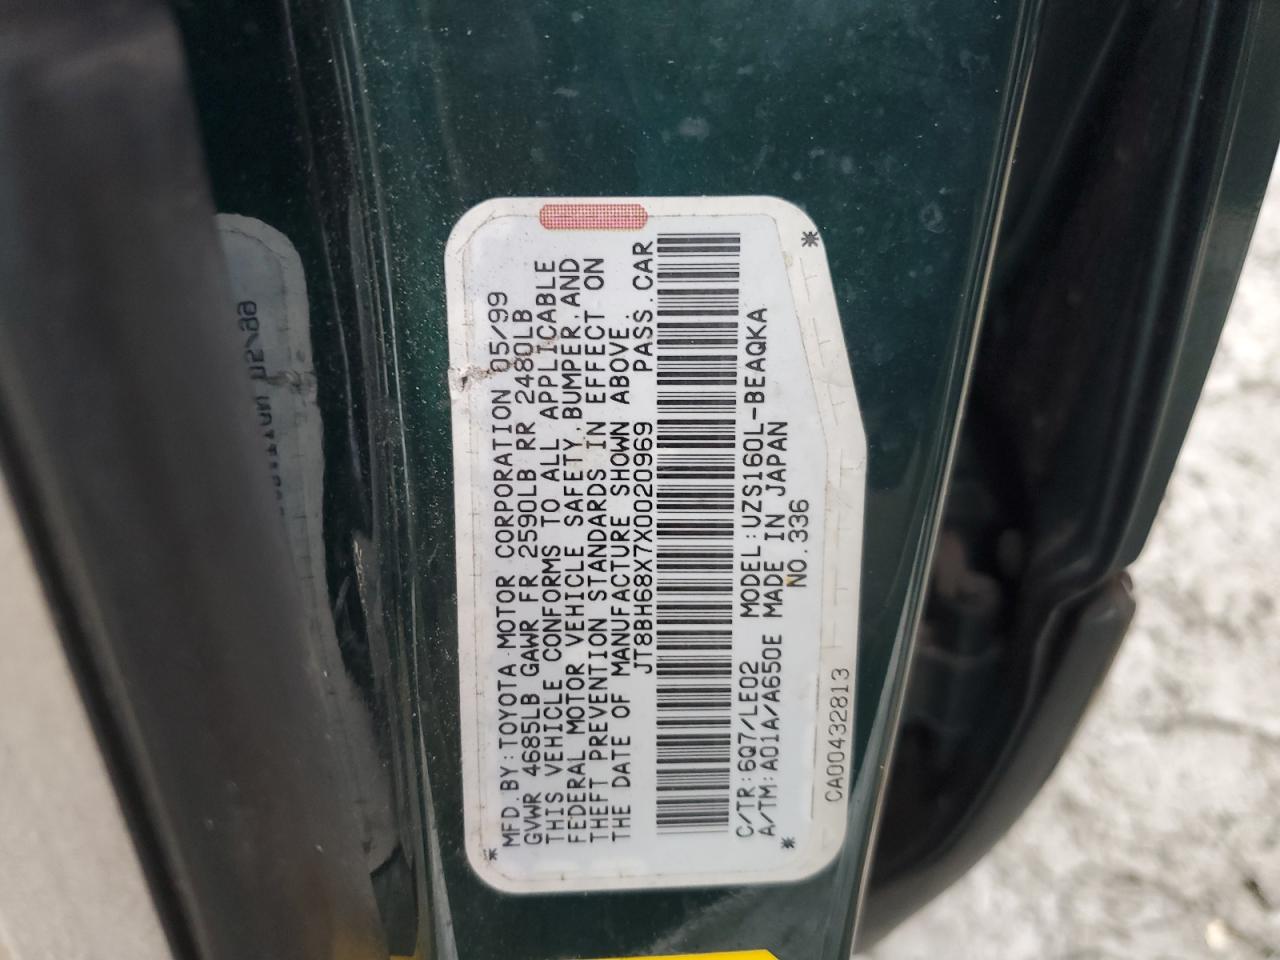 MFD. BY: TOYOTA MOTOR CORPORATION 05/99
GVWR 4685LB GAWR FR 2590LB RR 2480LB
THIS VEHICLE CONFORMS TO ALL APPLICABLE
FEDERAL MOTOR VEHICLE SAFETY, BUMPER, AND
THEFT PREVENTION STANDARDS IN EFFECT ON
THE DATE OF MANUFACTURE SHOWN ABOVE.
JT8BH68X7X0020969 PASS. CAR
C/TR: 6Q7/LE02 MODEL: UZS160L-BEAQKA
A/TM: A01A/A650E MADE IN JAPAN
NO. 336
CA00432813